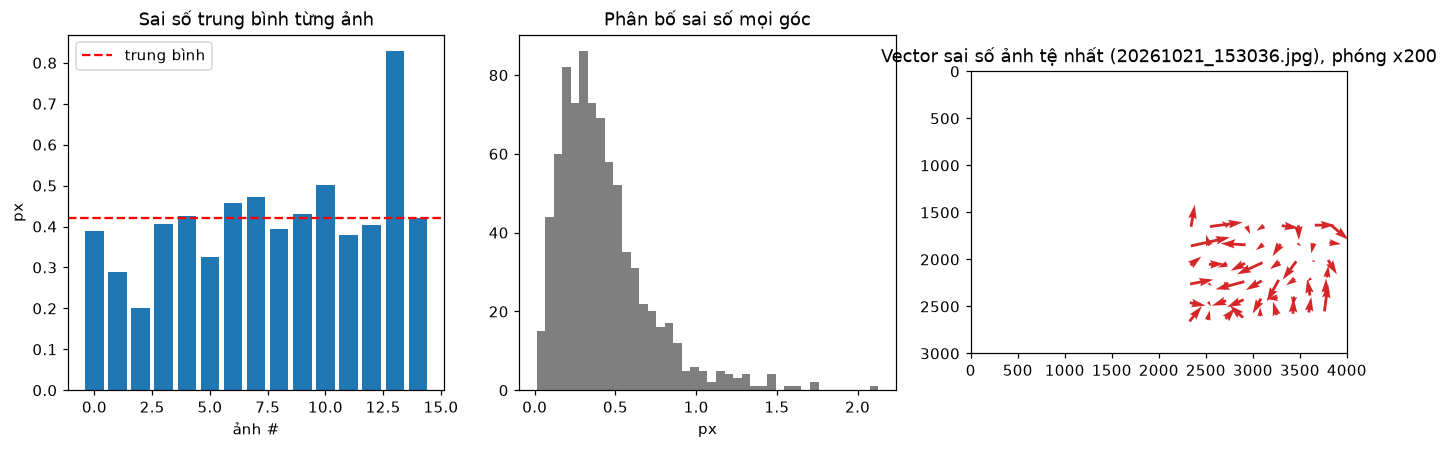 Sai số trung bình từng ảnh
trung bình
px
0.8
0.7
0.6
0.5
0.4
0.3
0.2
0.1
0.0
0.0 2.5 5.0 7.5 10.0 12.5 15.0
ảnh #
Phân bố sai số mọi góc
80
60
40
20
0
0.0 0.5 1.0 1.5 2.0
px
Vector sai số ảnh tệ nhất (20261021_153036.jpg), phóng x200
0
500
1000
1500
2000
2500
3000
0 500 1000 1500 2000 2500 3000 3500 4000